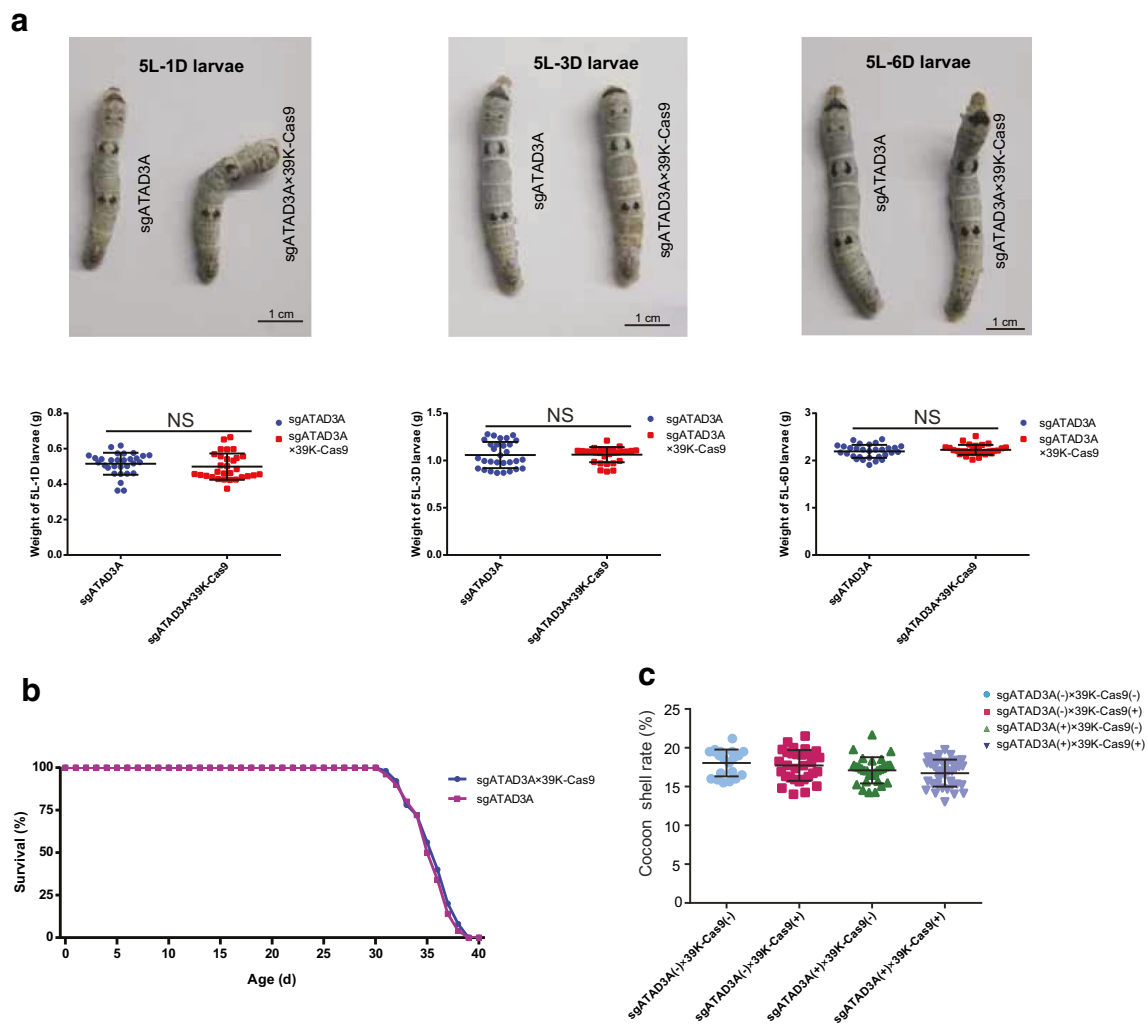 a
5L-1D larvae
sgATAD3A
sgATAD3A×39K-Cas9
1 cm
5L-3D larvae
sgATAD3A
sgATAD3A×39K-Cas9
1 cm
5L-6D larvae
sgATAD3A
sgATAD3A×39K-Cas9
1 cm
Weight of 5L-1D larvae (g)
0.8
0.6
0.4
0.2
0.0
NS
sgATAD3A
sgATAD3A
×39K-Cas9
sgATAD3A
sgATAD3A×39K-Cas9
Weight of 5L-3D larvae (g)
1.5
1.0
0.5
0.0
NS
sgATAD3A
sgATAD3A
×39K-Cas9
sgATAD3A
sgATAD3A×39K-Cas9
Weight of 5L-6D larvae (g)
3
2
1
0
NS
sgATAD3A
sgATAD3A
×39K-Cas9
sgATAD3A
sgATAD3A×39K-Cas9
b
Survival (%)
100
75
50
25
0
0 5 10 15 20 25 30 35 40
Age (d)
sgATAD3A×39K-Cas9
sgATAD3A
c
Cocoon shell rate (%)
25
20
15
10
5
0
sgATAD3A(-)×39K-Cas9(-)
sgATAD3A(-)×39K-Cas9(+)
sgATAD3A(+)×39K-Cas9(-)
sgATAD3A(+)×39K-Cas9(+)
sgATAD3A(-)×39K-Cas9(-)
sgATAD3A(-)×39K-Cas9(+)
sgATAD3A(+)×39K-Cas9(-)
sgATAD3A(+)×39K-Cas9(+)